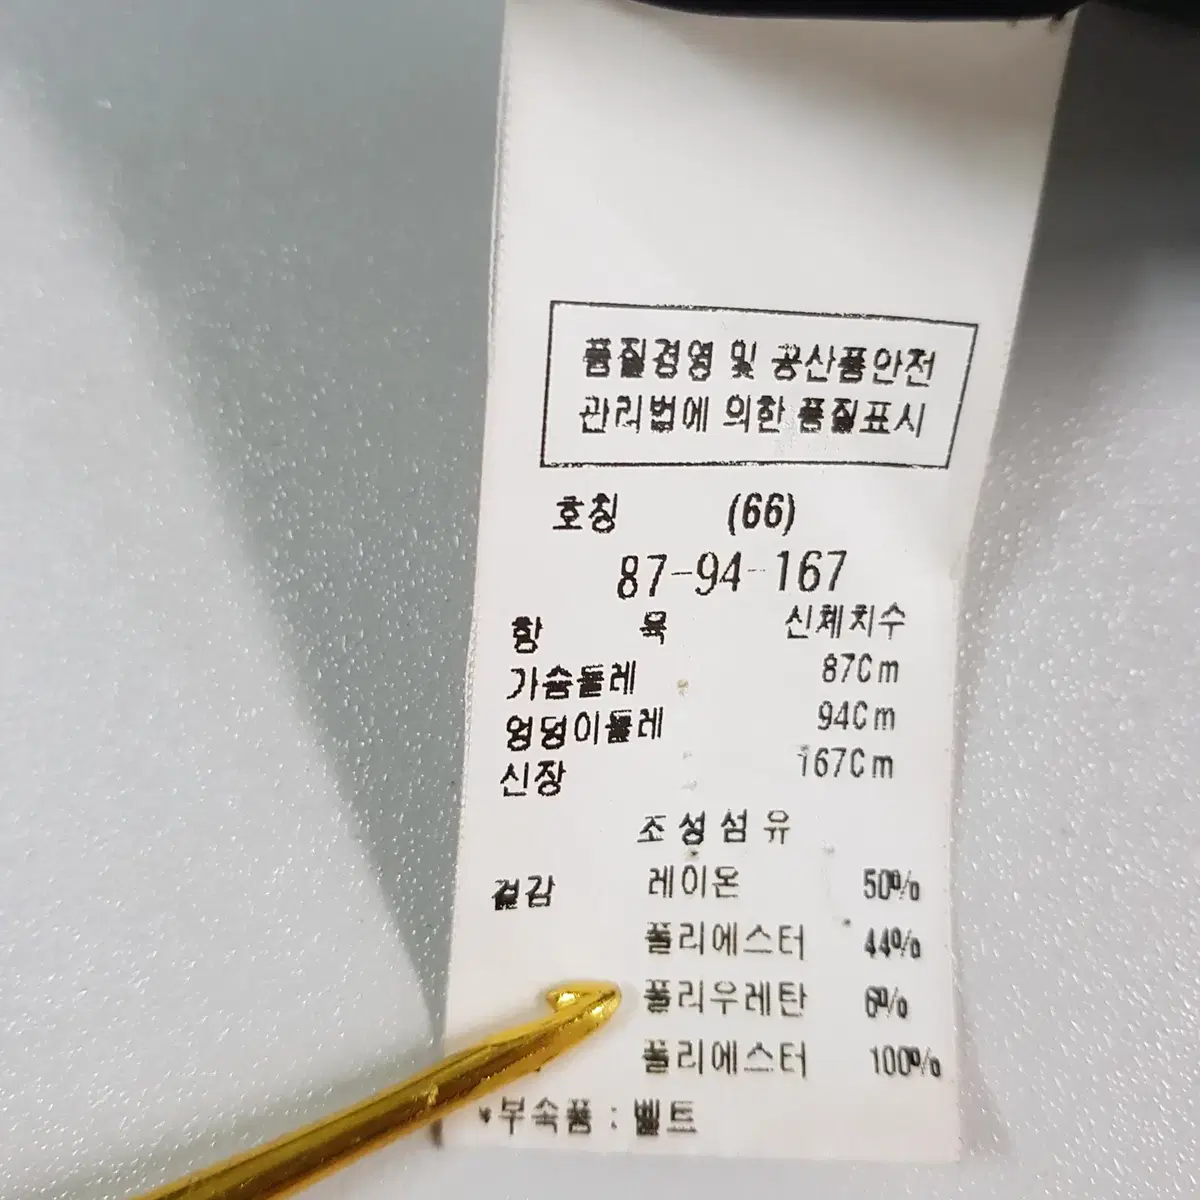 품질경영 및 공산품안전
관리법에 의한 품질표시
호칭 (66)
87-94-167
항 목 신체치수
가슴둘레 87Cm
엉덩이둘레 94Cm
신장 167Cm
조성섬유
겉감 레이온 50%
폴리에스터 44%
폴리우레탄 6%
폴리에스터 100%
*부속품 : 벨트